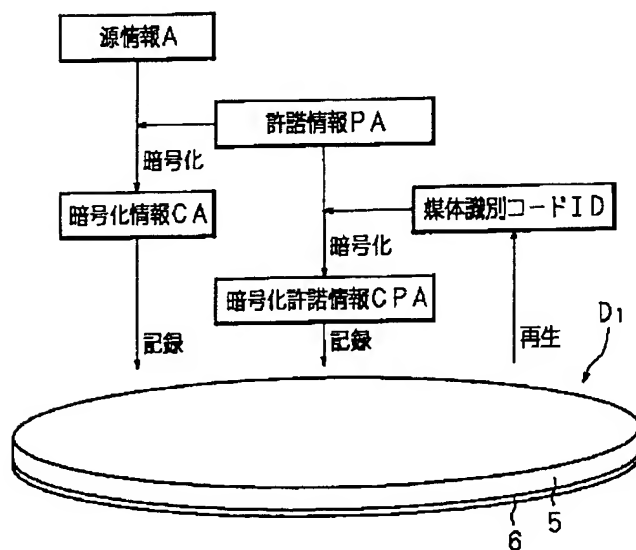 源情報A
許諾情報PA
暗号化
暗号化情報CA
媒体識別コードID
暗号化
暗号化許諾情報CPA
記録
記録
再生
D1
5
6